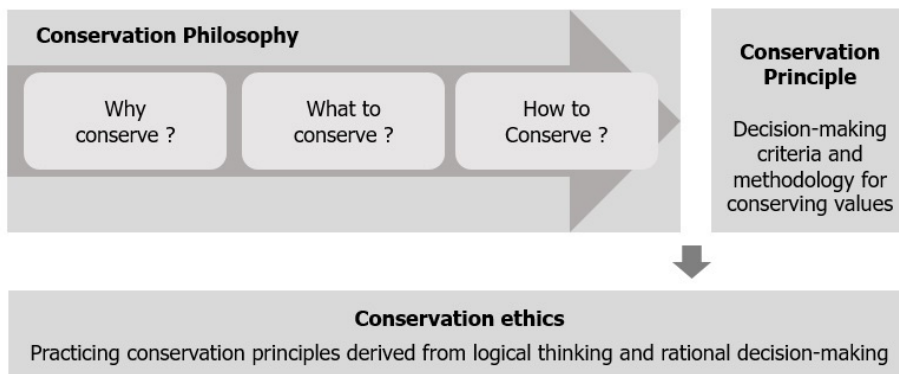 Conservation Philosophy
Why
conserve ?
What to
conserve ?
How to
Conserve ?
Conservation
Principle
Decision-making
criteria and
methodology for
conserving values
Conservation ethics
Practicing conservation principles derived from logical thinking and rational decision-making